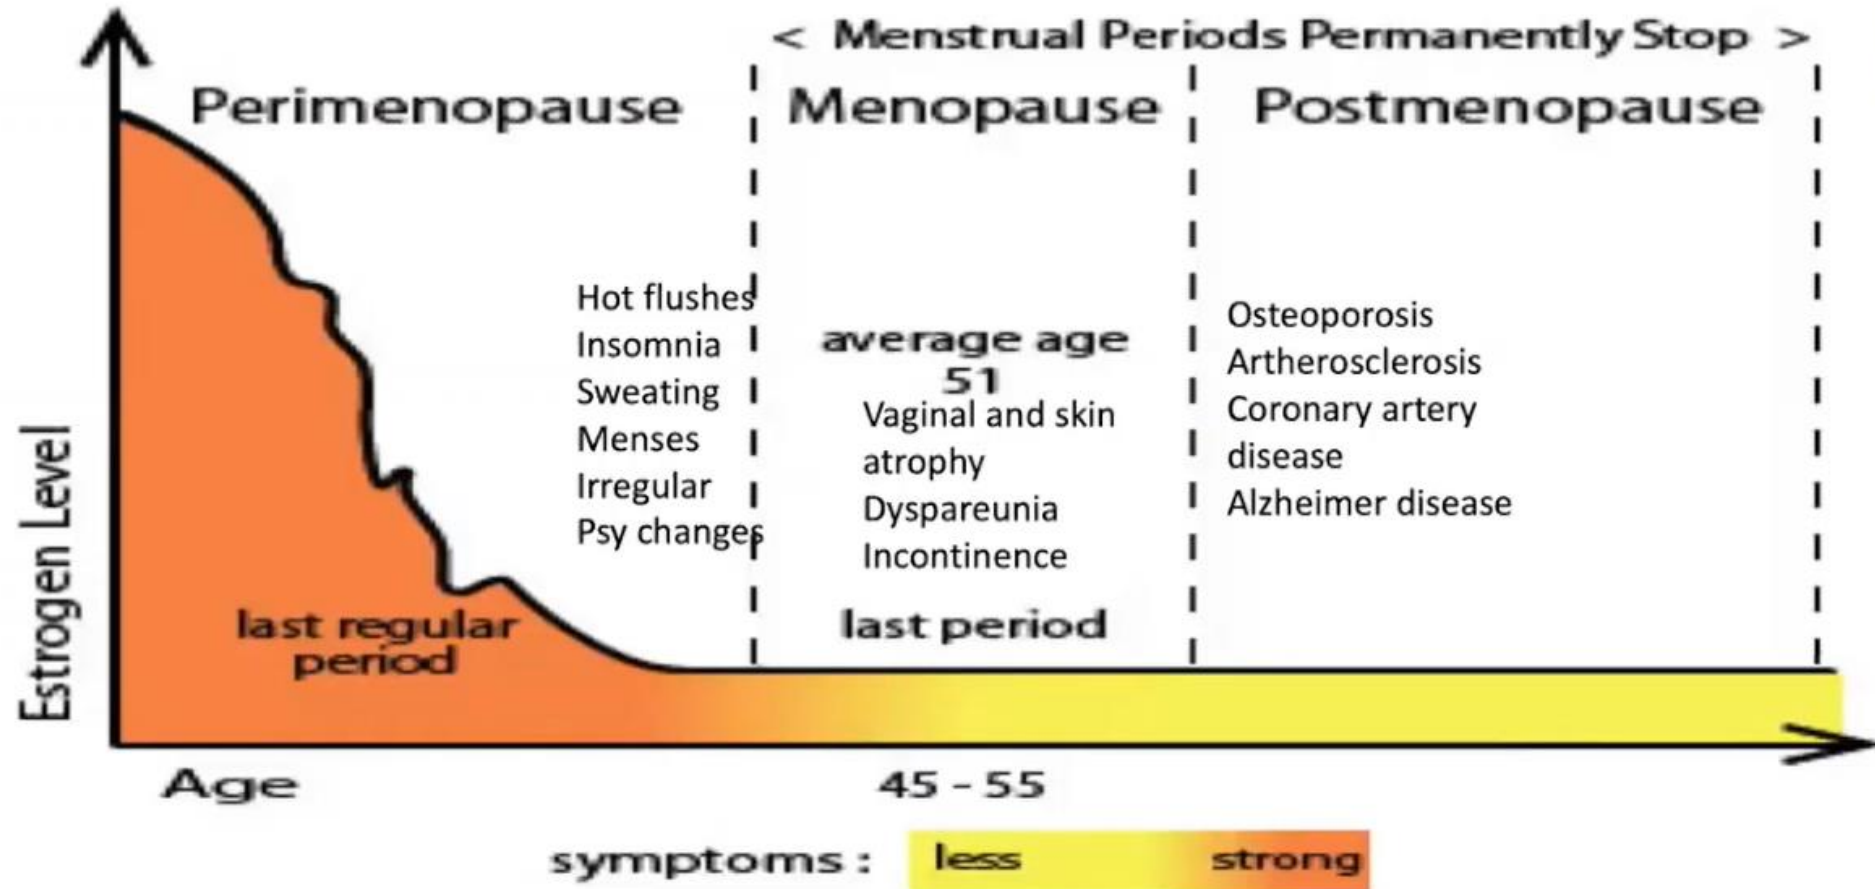 < Menstrual Periods Permanently Stop >
Perimenopause
Menopause
Postmenopause
Hot flushes
Insomnia
Sweating
Menses
Irregular
Psy changes
average age
51
Vaginal and skin
atrophy
Dyspareunia
Incontinence
last period
Osteoporosis
Artherosclerosis
Coronary artery
disease
Alzheimer disease
last regular
period
Estrogen Level
Age
45 - 55
symptoms :
less
strong